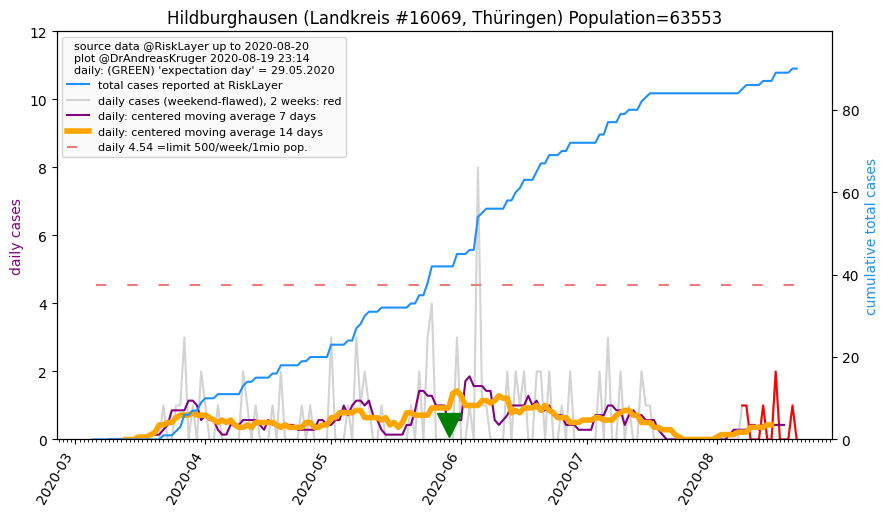 Hildburghausen (Landkreis #16069, Thüringen) Population=63553
source data @RiskLayer up to 2020-08-20
plot @DrAndreasKruger 2020-08-19 23:14
daily: (GREEN) 'expectation day' = 29.05.2020
total cases reported at RiskLayer
daily cases (weekend-flawed), 2 weeks: red
daily: centered moving average 7 days
daily: centered moving average 14 days
daily 4.54 =limit 500/week/1mio pop.
daily cases
12
10
8
6
4
2
0
cumulative total cases
80
60
40
20
0
2020-03
2020-04
2020-05
2020-06
2020-07
2020-08